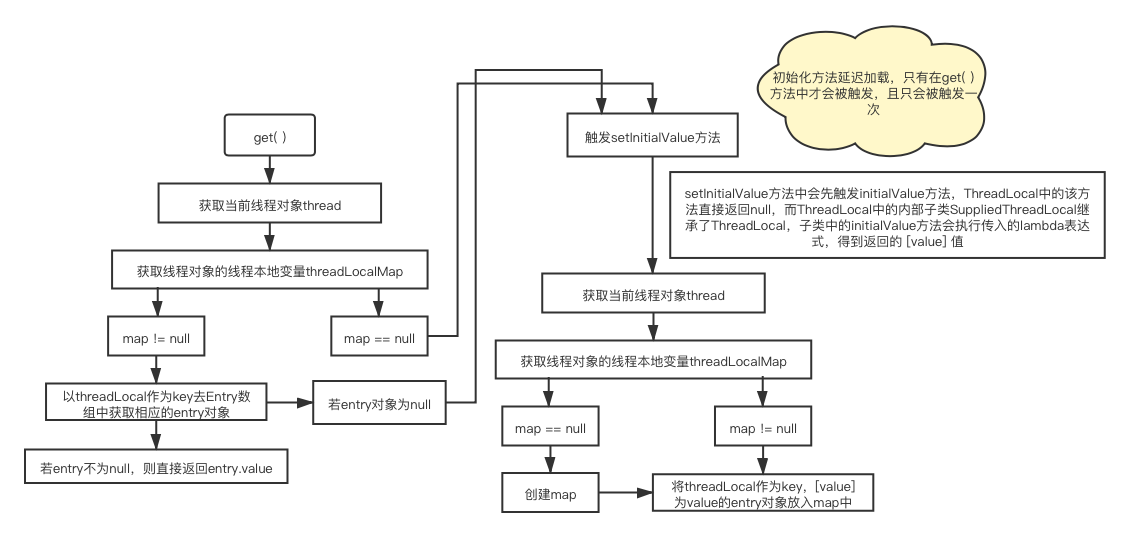 get( )
获取当前线程对象thread
获取线程对象的线程本地变量threadLocalMap
map != null
map == null
以threadLocal作为key去Entry数
组中获取相应的entry对象
若entry对象为null
若entry不为null，则直接返回entry.value
触发setInitialValue方法
初始化方法延迟加载，只有在get( )
方法中才会被触发，且只会被触发一
次
setInitialValue方法中会先触发initialValue方法，ThreadLocal中的该方
法直接返回null，而ThreadLocal中的内部子类SuppliedThreadLocal继
承了ThreadLocal，子类中的initialValue方法会执行传入的lambda表达
式，得到返回的 [value] 值
获取当前线程对象thread
获取线程对象的线程本地变量threadLocalMap
map == null
map != null
创建map
将threadLocal作为key，[value]
为value的entry对象放入map中